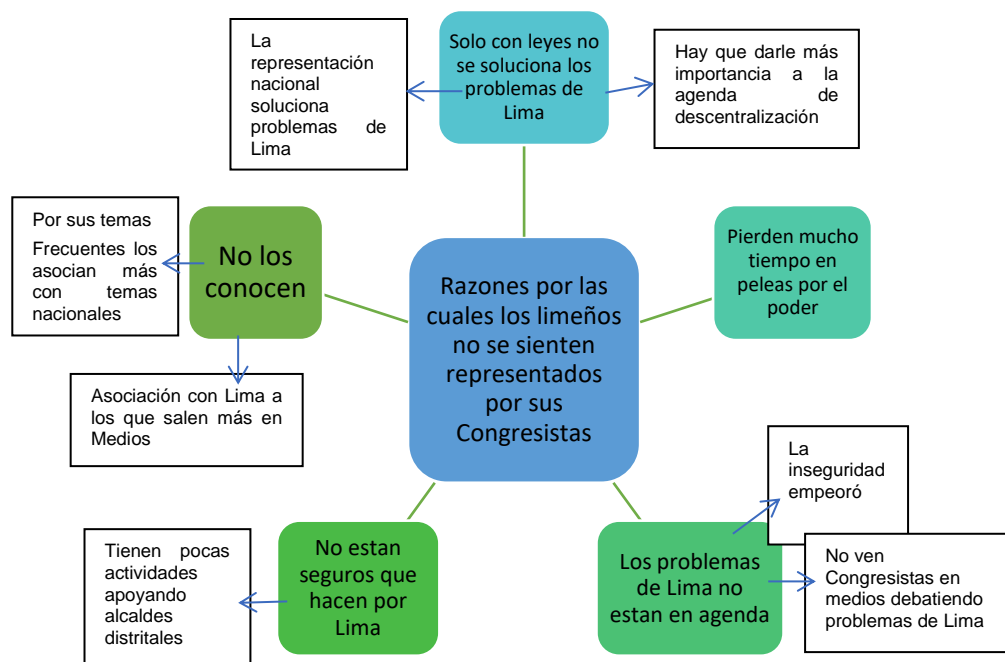 La
representación
nacional
soluciona
problemas de
Lima
Solo con leyes no
se soluciona los
problemas de
Lima
Hay que darle más
importancia a la
agenda de
descentralización
Por sus temas
Frecuentes los
asocian más
con temas
nacionales
No los
conocen
Asociación con Lima a
los que salen más en
Medios
Razones por las
cuales los limeños
no se sienten
representados
por sus
Congresistas
Pierden mucho
tiempo en
peleas por el
poder
Tienen pocas
actividades
apoyando
alcaldes
distritales
No estan
seguros que
hacen por
Lima
Los problemas
de Lima no
estan en
agenda
La
inseguridad
empeoró
No ven
Congresistas en
medios debatiendo
problemas de Lima